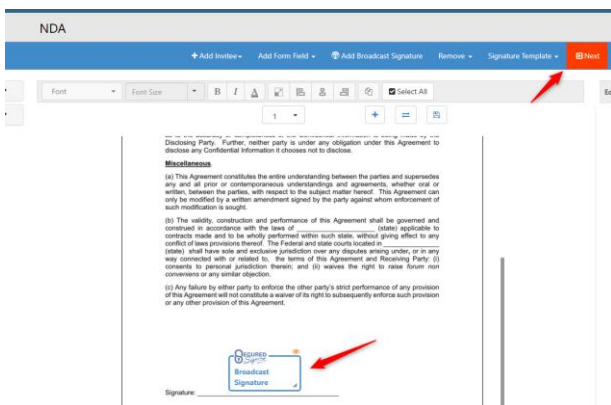 NDA
+ Add Invitee Add Form Field Add Broadcast Signature Remove Signature Template Next
Font Font Size B I A Select All
1
Disclosing Party. Further, neither party is under any obligation under this Agreement to
disclose any Confidential Information it chooses not to disclose.
Miscellaneous.
(a) This Agreement constitutes the entire understanding between the parties and supersedes
any and all prior or contemporaneous understandings and agreements, whether oral or
written, between the parties, with respect to the subject matter hereof. This Agreement can
only be modified by a written amendment signed by the party against whom enforcement of
such modification is sought.
(b) The validity, construction and performance of this Agreement shall be governed and
construed in accordance with the laws of ____________________ (state) applicable to
contracts made and to be wholly performed within such state, without giving effect to any
conflict of laws provisions thereof. The Federal and state courts located in ____________________
(state) shall have sole and exclusive jurisdiction over any disputes arising under, or in any
way connected with or related to, the terms of this Agreement and Receiving Party: (i)
consents to personal jurisdiction therein; and (ii) waives the right to raise forum non
conveniens or any similar objection.
(c) Any failure by either party to enforce the other party's strict performance of any provision
of this Agreement will not constitute a waiver of its right to subsequently enforce such provision
or any other provision of this Agreement.
SECURED
Signing
Broadcast
Signature
Signature: ____________________